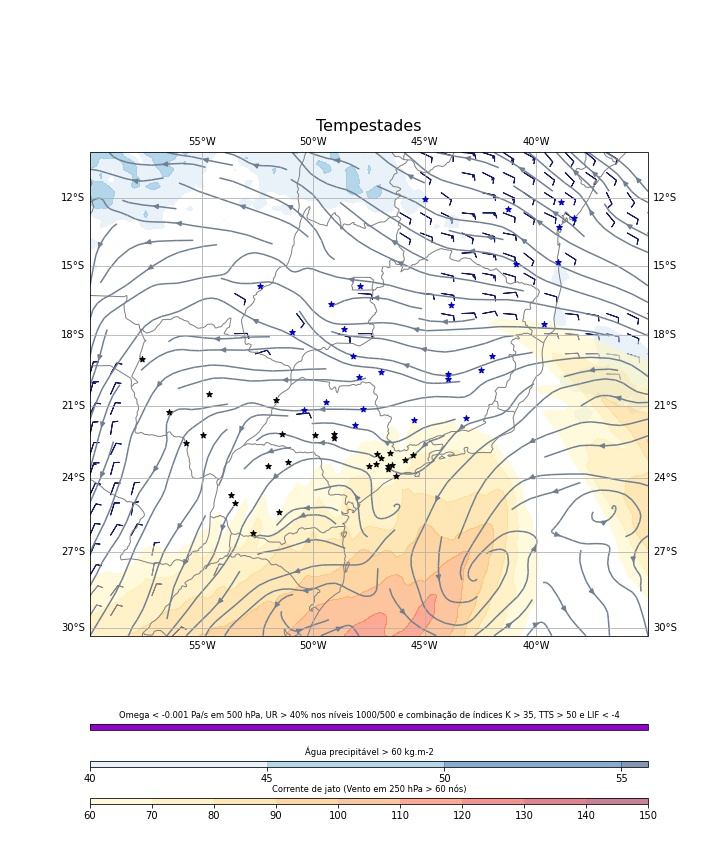 Tempestades
55°W 50°W 45°W 40°W
12°S 12°S
15°S 15°S
18°S 18°S
21°S 21°S
24°S 24°S
27°S 27°S
30°S 30°S
55°W 50°W 45°W 40°W
Omega < -0.001 Pa/s em 500 hPa, UR > 40% nos níveis 1000/500 e combinação de índices K > 35, TTS > 50 e LIF < -4
Água precipitável > 60 kg.m-2
40 45 50 55
Corrente de jato (Vento em 250 hPa > 60 nós)
60 70 80 90 100 110 120 130 140 150